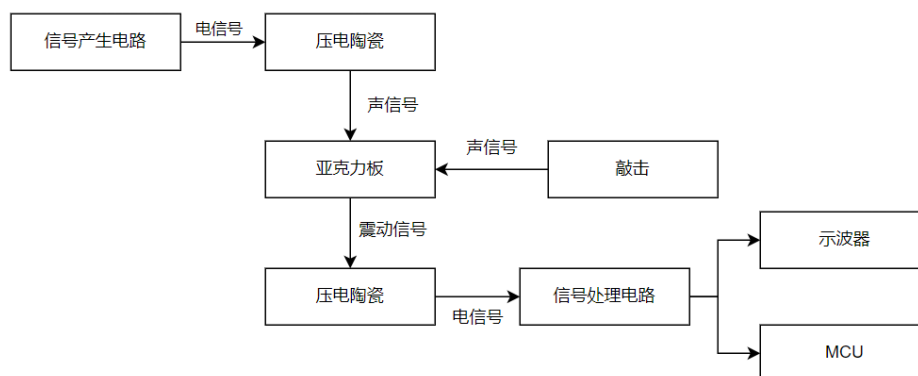 信号产生电路
电信号
压电陶瓷
声信号
亚克力板
声信号
敲击
震动信号
压电陶瓷
电信号
信号处理电路
示波器
MCU